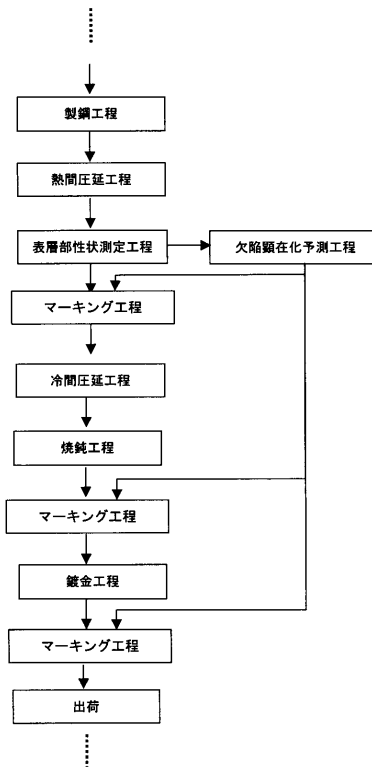 製鋼工程
熱間圧延工程
表層部性状測定工程
欠陥顕在化予測工程
マーキング工程
冷間圧延工程
焼鈍工程
マーキング工程
鍍金工程
マーキング工程
出荷